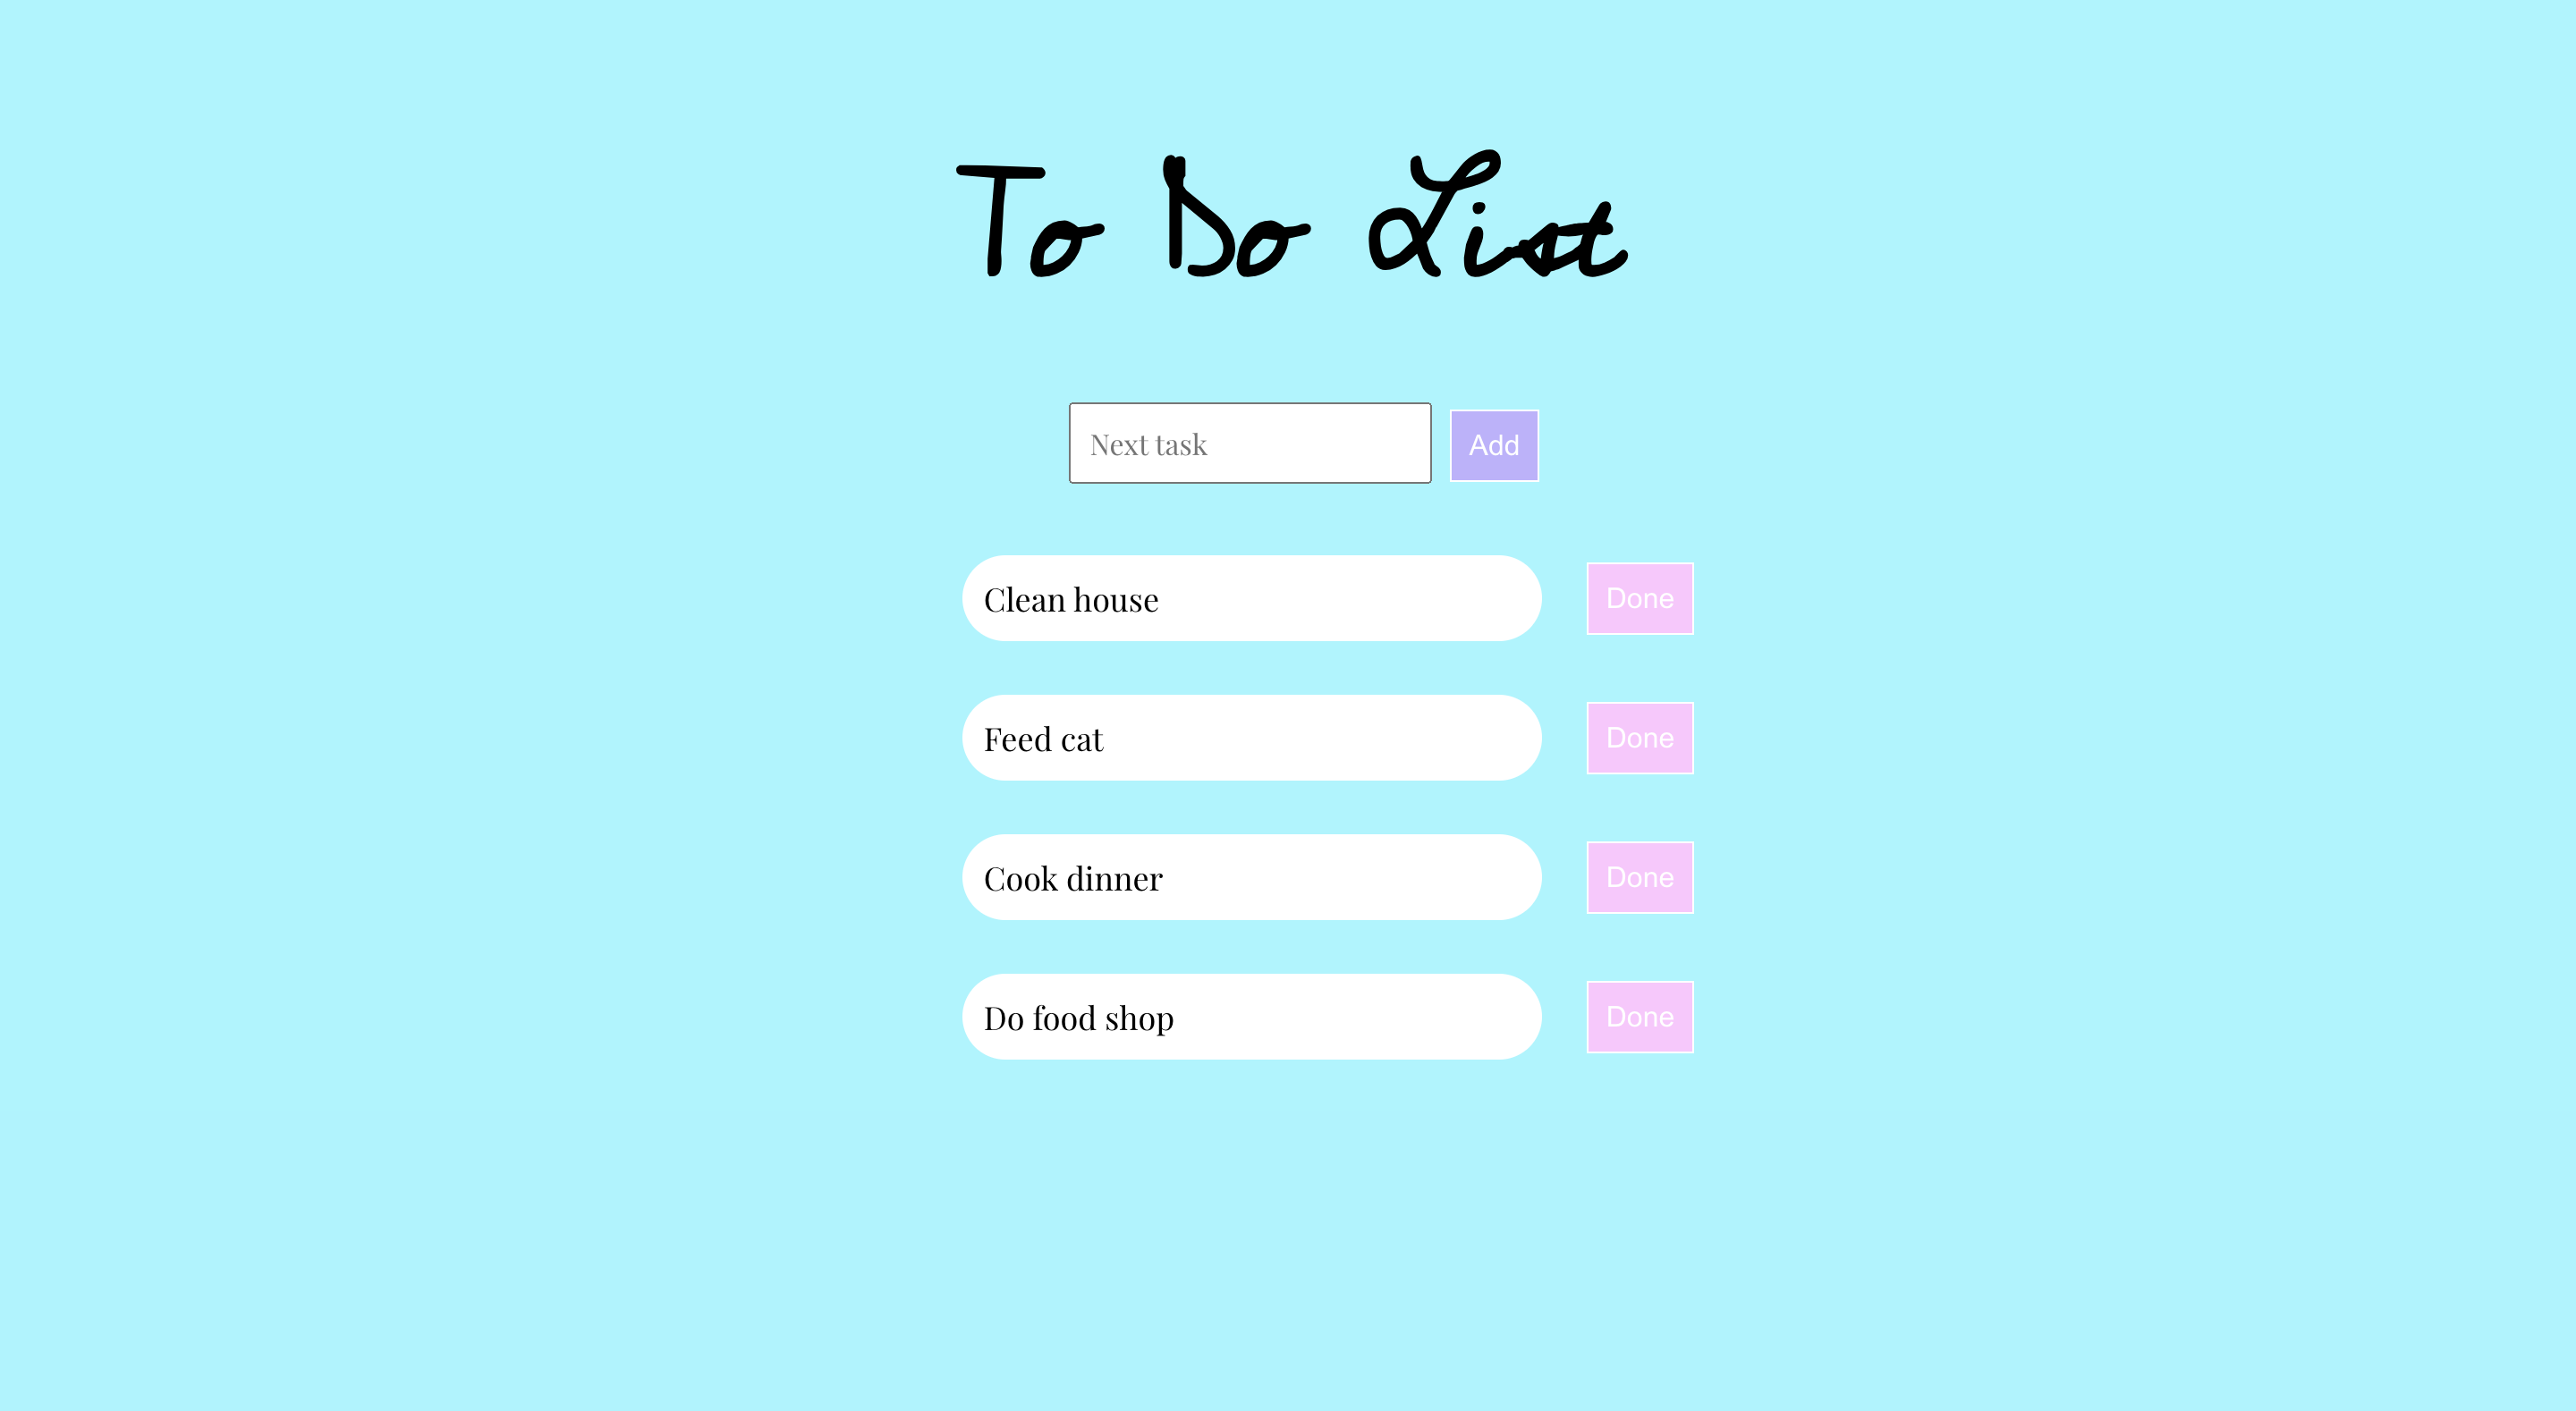 To Do List
Next task Add
Clean house Done
Feed cat Done
Cook dinner Done
Do food shop Done